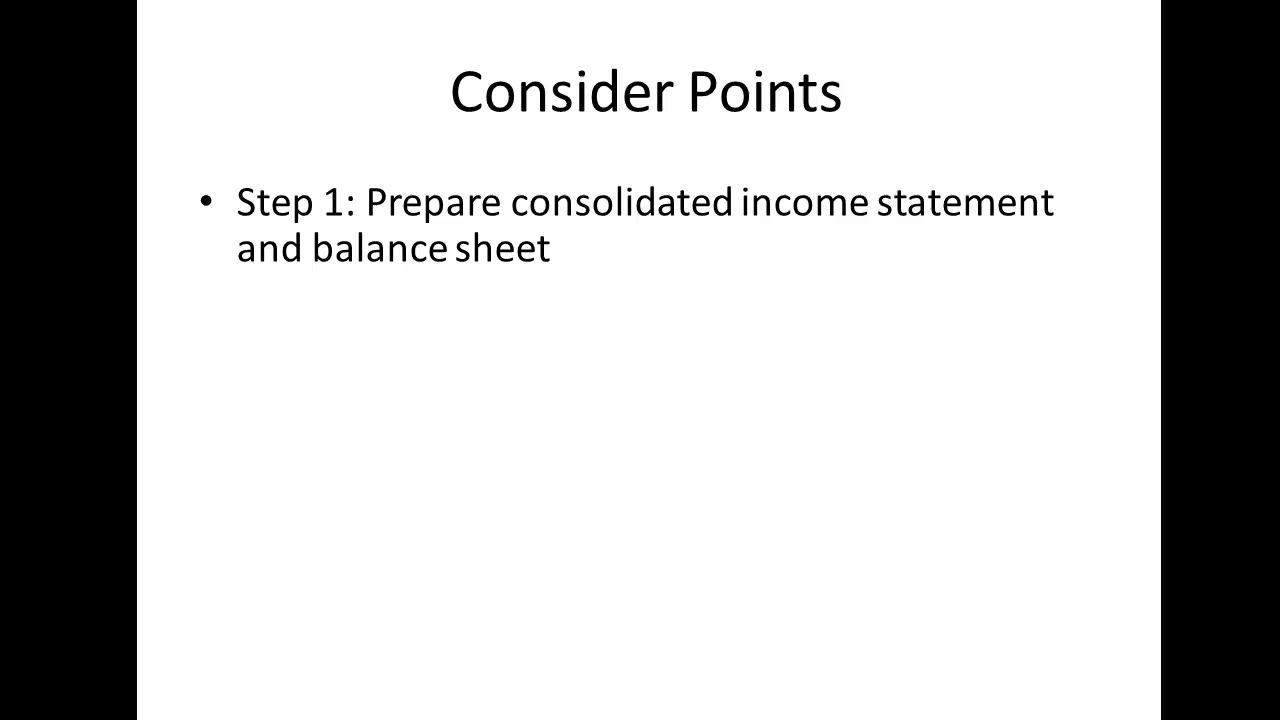 Consider Points
• Step 1: Prepare consolidated income statement
and balance sheet